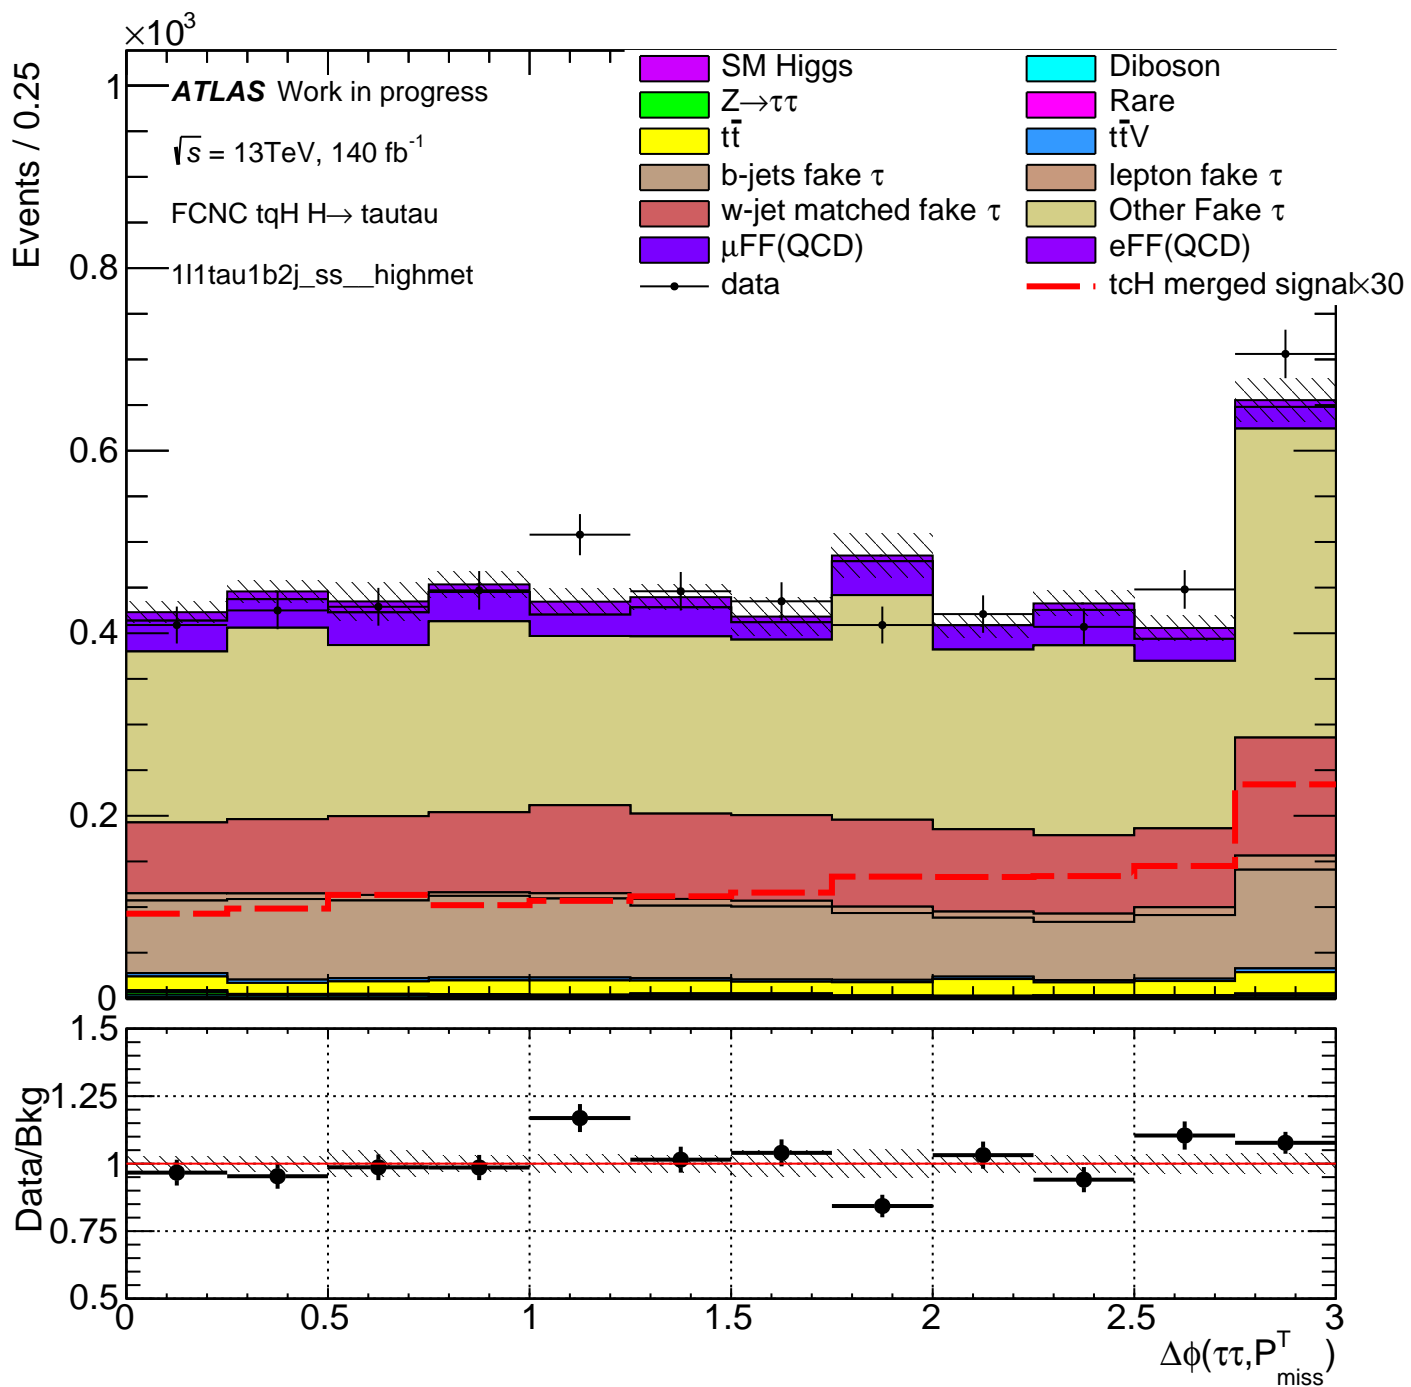 ×10³
Events / 0.25
1
0.8
0.6
0.4
0.2
0
ATLAS Work in progress
√s = 13TeV, 140 fb⁻¹
FCNC tqH H→ tautau
1l1tau1b2j_ss__highmet
SM Higgs
Diboson
Z→ττ
Rare
tt̄
tt̄V
b-jets fake τ
lepton fake τ
w-jet matched fake τ
Other Fake τ
μFF(QCD)
eFF(QCD)
data
tcH merged signal×30
Data/Bkg
1.5
1.25
1
0.75
0.5
0 0.5 1 1.5 2 2.5 3
Δϕ(ττ,P^T_miss)